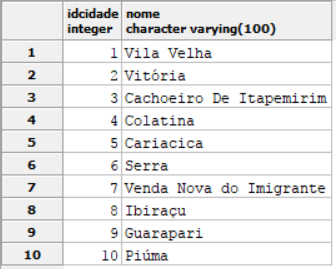 idcidade nome
integer character varying(100)
1 1 Vila Velha
2 2 Vitória
3 3 Cachoeiro De Itapemirim
4 4 Colatina
5 5 Cariacica
6 6 Serra
7 7 Venda Nova do Imigrante
8 8 Ibiraçu
9 9 Guarapari
10 10 Piúma